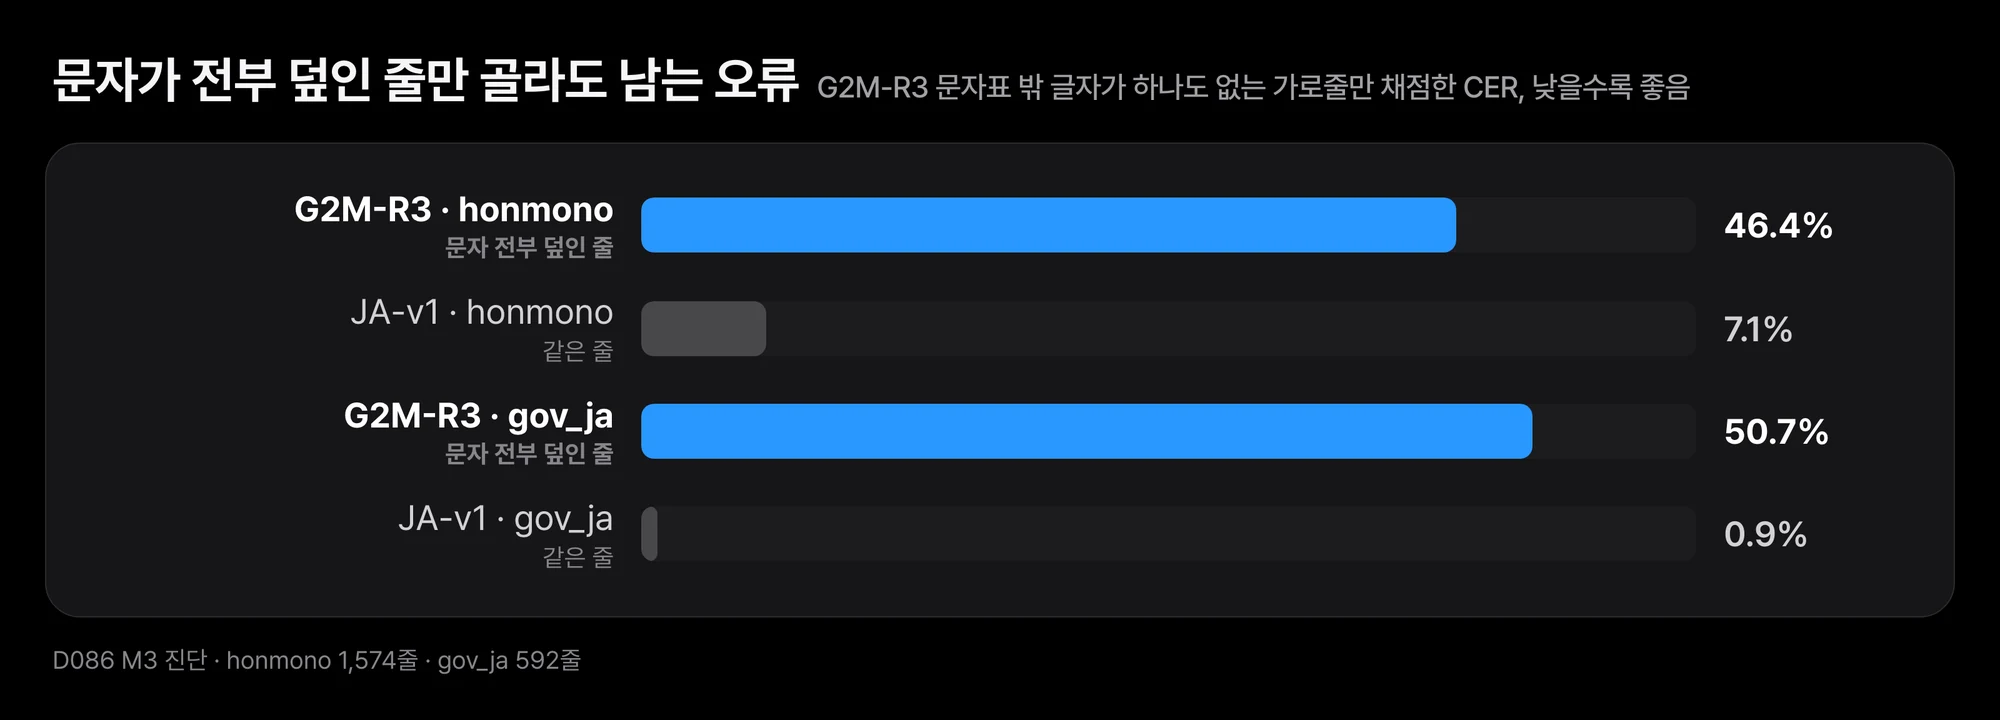 문자가 전부 덮인 줄만 골라도 남는 오류 G2M-R3 문자표 밖 글자가 하나도 없는 가로줄만 채점한 CER, 낮을수록 좋음
G2M-R3 · honmono 46.4%
문자 전부 덮인 줄
JA-v1 · honmono 7.1%
같은 줄
G2M-R3 · gov_ja 50.7%
문자 전부 덮인 줄
JA-v1 · gov_ja 0.9%
같은 줄
D086 M3 진단 · honmono 1,574줄 · gov_ja 592줄